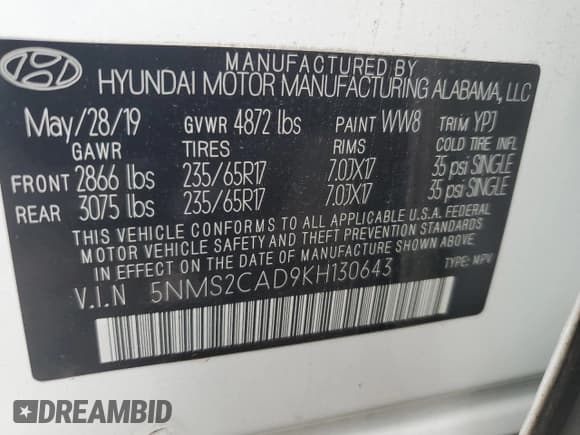 MANUFACTURED BY
HYUNDAI MOTOR MANUFACTURING ALABAMA, LLC
May/28/19 GVWR 4872 lbs PAINT WW8 TRIM YPJ
GAWR TIRES RIMS COLD TIRE INFL
FRONT 2866 lbs 235/65R17 7.0JX17 35 psi SINGLE
REAR 3075 lbs 235/65R17 7.0JX17 35 psi SINGLE
THIS VEHICLE CONFORMS TO ALL APPLICABLE U.S.A. FEDERAL
MOTOR VEHICLE SAFETY AND THEFT PREVENTION STANDARDS
IN EFFECT ON THE DATE OF MANUFACTURE SHOWN ABOVE.
V.I.N 5NMS2CAD9KH130643 TYPE: MPV
DREAMBID